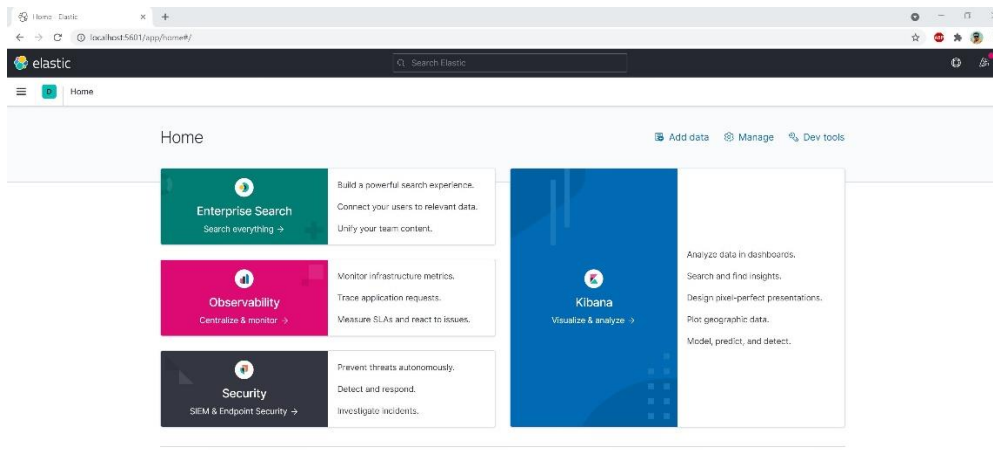 Home - Elastic
localhost:5601/app/home#/
ABP
elastic
Search Elastic
D
Home
Home
Add data
Manage
Dev tools
Enterprise Search
Search everything →
Build a powerful search experience.
Connect your users to relevant data.
Unify your team content.
Observability
Centralize & monitor →
Monitor infrastructure metrics.
Trace application requests.
Measure SLAs and react to issues.
Security
SIEM & Endpoint Security →
Prevent threats autonomously.
Detect and respond.
Investigate incidents.
Kibana
Visualize & analyze →
Analyze data in dashboards.
Search and find insights.
Design pixel-perfect presentations.
Plot geographic data.
Model, predict, and detect.